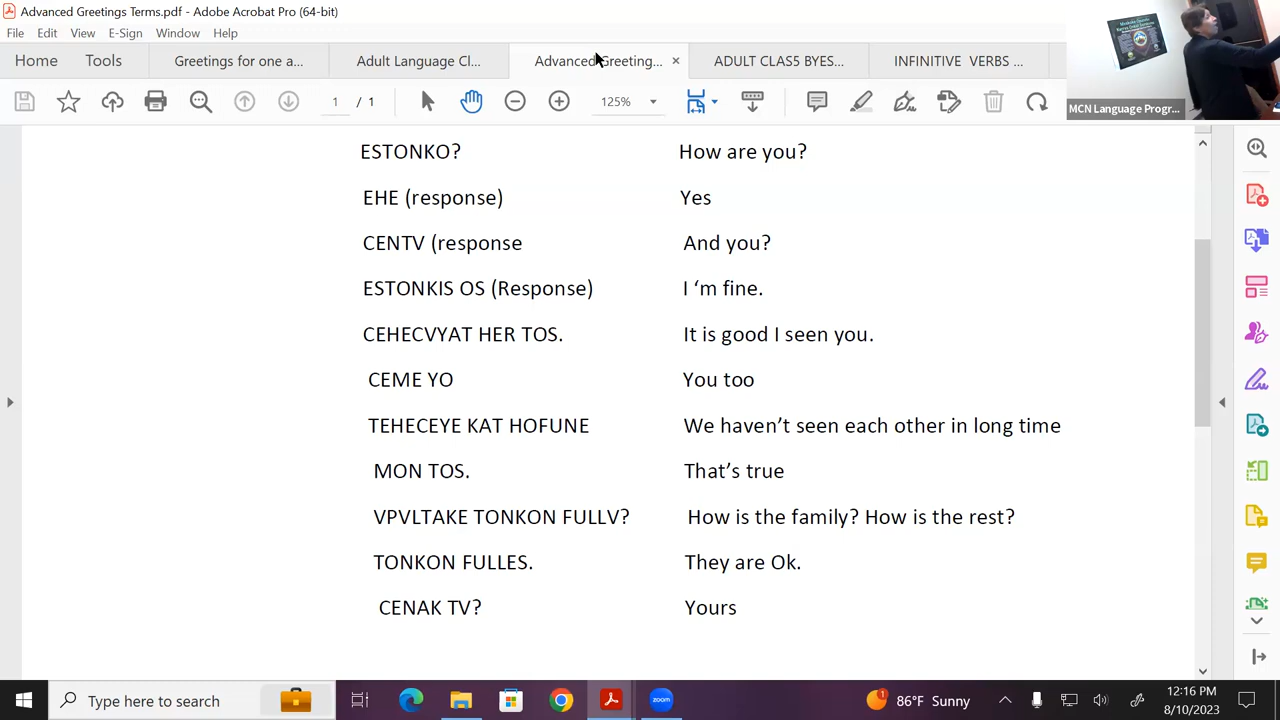 Advanced Greetings Terms.pdf - Adobe Acrobat Pro (64-bit)
File Edit View E-Sign Window Help
Home Tools Greetings for one a... Adult Language Cl... Advanced Greeting... × ADULT CLAS5 BYES... INFINITIVE VERBS ...
1 / 1 125%
MCN Language Progr...
ESTONKO? How are you?
EHE (response) Yes
CENTV (response And you?
ESTONKIS OS (Response) I ‘m fine.
CEHECVYAT HER TOS. It is good I seen you.
CEME YO You too
TEHECEYE KAT HOFUNE We haven’t seen each other in long time
MON TOS. That’s true
VPVLTAKE TONKON FULLV? How is the family? How is the rest?
TONKON FULLES. They are Ok.
CENAK TV? Yours
Type here to search zoom 1 86°F Sunny 12:16 PM
8/10/2023